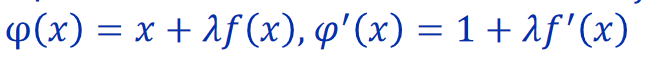 φ(x) = x + λf(x), φ′(x) = 1 + λf′(x)